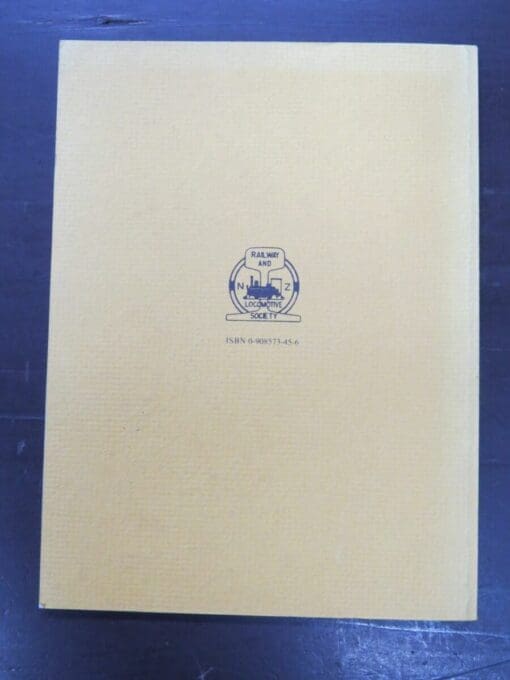 RAILWAY
AND
N Z
LOCOMOTIVE
SOCIETY
ISBN 0-908573-45-6